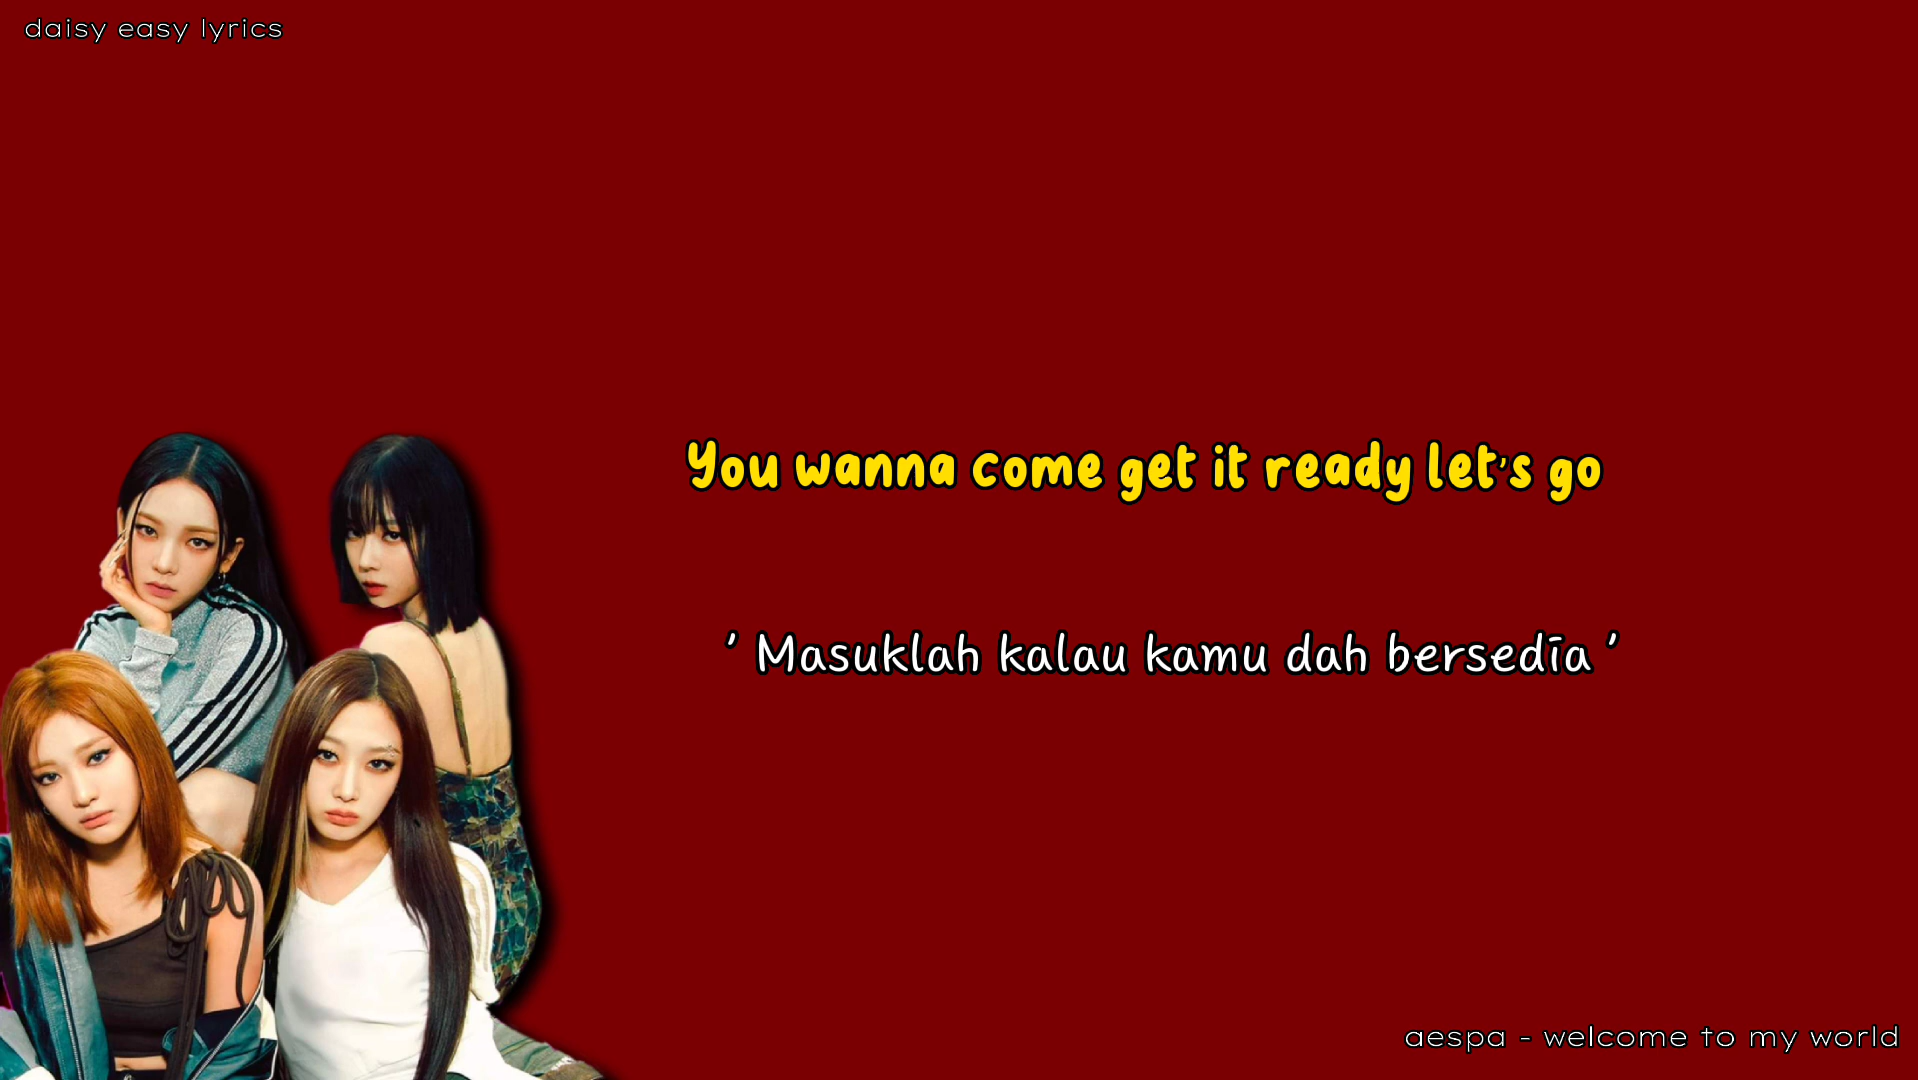 daisy easy lyrics
You wanna come get it ready let's go
' Masuklah kalau kamu dah bersedia '
aespa - welcome to my world